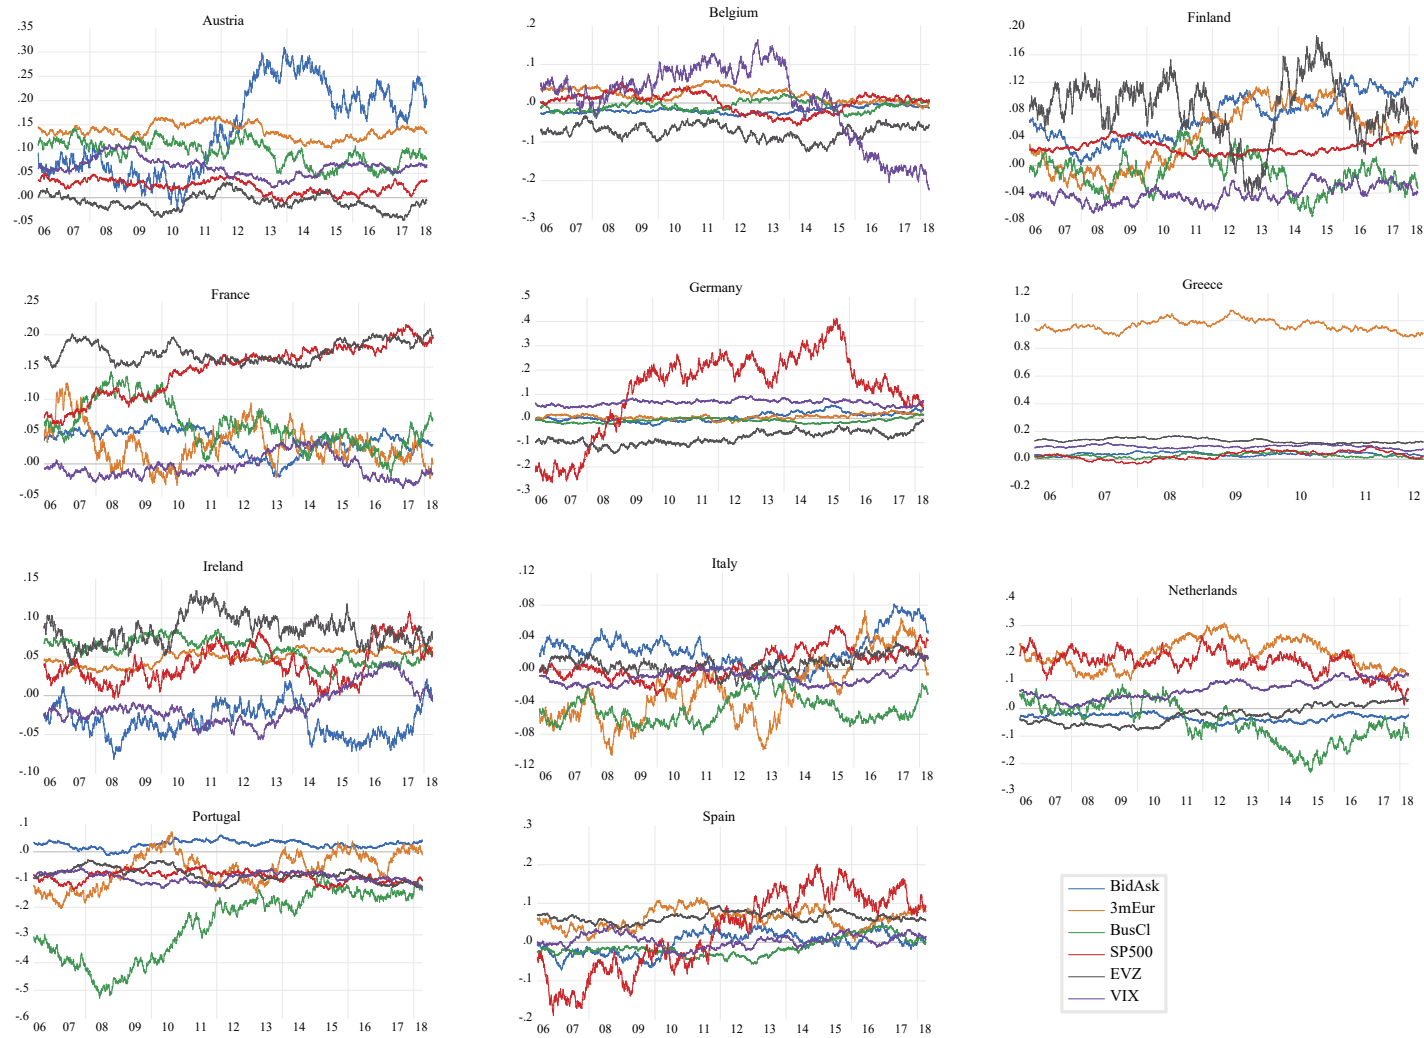 Austria
.35
.30
.25
.20
.15
.10
.05
.00
-.05
06 07 09 10 11 12 13 15 16 17 18
Belgium
.2
.1
.0
-.1
-.2
-.3
06 07 08 09 10 11 12 13 15 16 17 18
Finland
.20
.16
.12
.08
.04
.00
-.04
-.08
06 07 08 09 10 11 12 13 14 15 16 17 18
France
.25
.20
.15
.10
.05
.00
-.05
06 07 09 10 11 12 13 15 16 17 18
Germany
.5
.4
.3
.2
.1
.0
-.1
-.2
-.3
06 07 08 09 10 11 12 13 14 15 16 17 18
Greece
1.2
1.0
0.8
0.6
0.4
0.2
0.0
-0.2
06 07 08 09 10 11 12
Ireland
.15
.10
.05
.00
-.05
-.10
06 07 08 09 10 11 12 13 14 15 16 17 18
Italy
.12
.08
.04
.00
-.04
-.08
-.12
06 07 08 09 10 11 12 13 14 15 16 17 18
Netherlands
.4
.3
.2
.1
.0
-.1
-.2
-.3
06 07 08 09 10 11 12 13 15 16 17 18
Portugal
.1
.0
-.1
-.2
-.3
-.4
-.5
-.6
06 07 08 09 10 11 12 13 14 15 16 17 18
Spain
.3
.2
.1
.0
-.1
-.2
06 07 08 09 10 11 12 13 14 15 16 17 18
BidAsk
3mEur
BusCl
SP500
EVZ
VIX